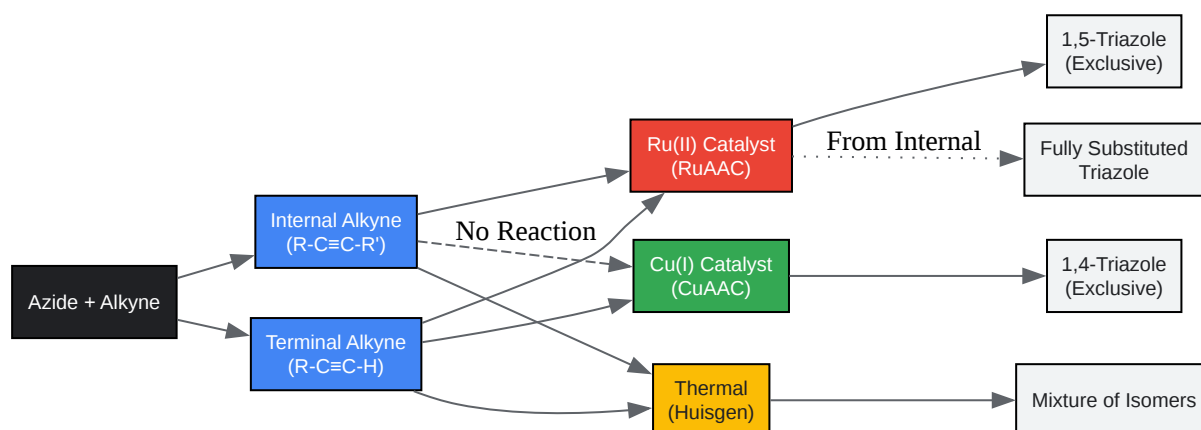 Azide + Alkyne
Internal Alkyne
(R-C≡C-R')
Terminal Alkyne
(R-C≡C-H)
No Reaction
Ru(II) Catalyst
(RuAAC)
Cu(I) Catalyst
(CuAAC)
Thermal
(Huisgen)
From Internal
1,5-Triazole
(Exclusive)
Fully Substituted
Triazole
1,4-Triazole
(Exclusive)
Mixture of Isomers